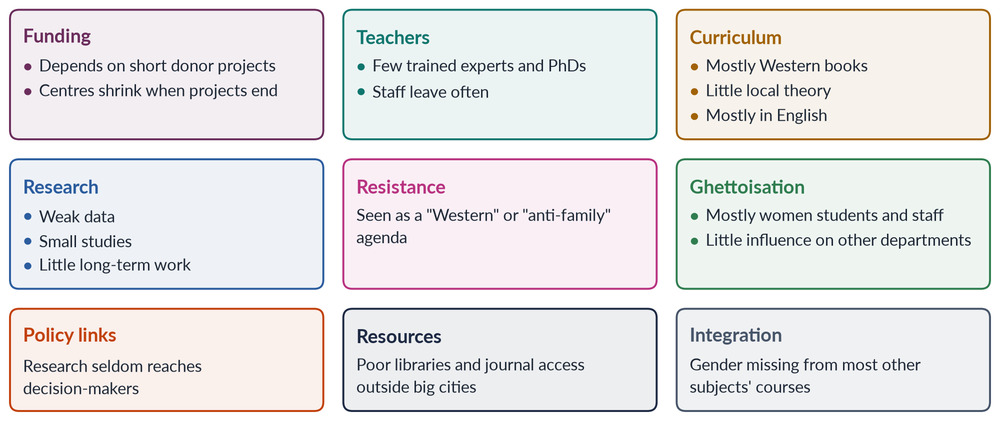 Funding
• Depends on short donor projects
• Centres shrink when projects end
Teachers
• Few trained experts and PhDs
• Staff leave often
Curriculum
• Mostly Western books
• Little local theory
• Mostly in English
Research
• Weak data
• Small studies
• Little long-term work
Resistance
Seen as a "Western" or "anti-family"
agenda
Ghettoisation
• Mostly women students and staff
• Little influence on other departments
Policy links
Research seldom reaches
decision-makers
Resources
Poor libraries and journal access
outside big cities
Integration
Gender missing from most other
subjects' courses